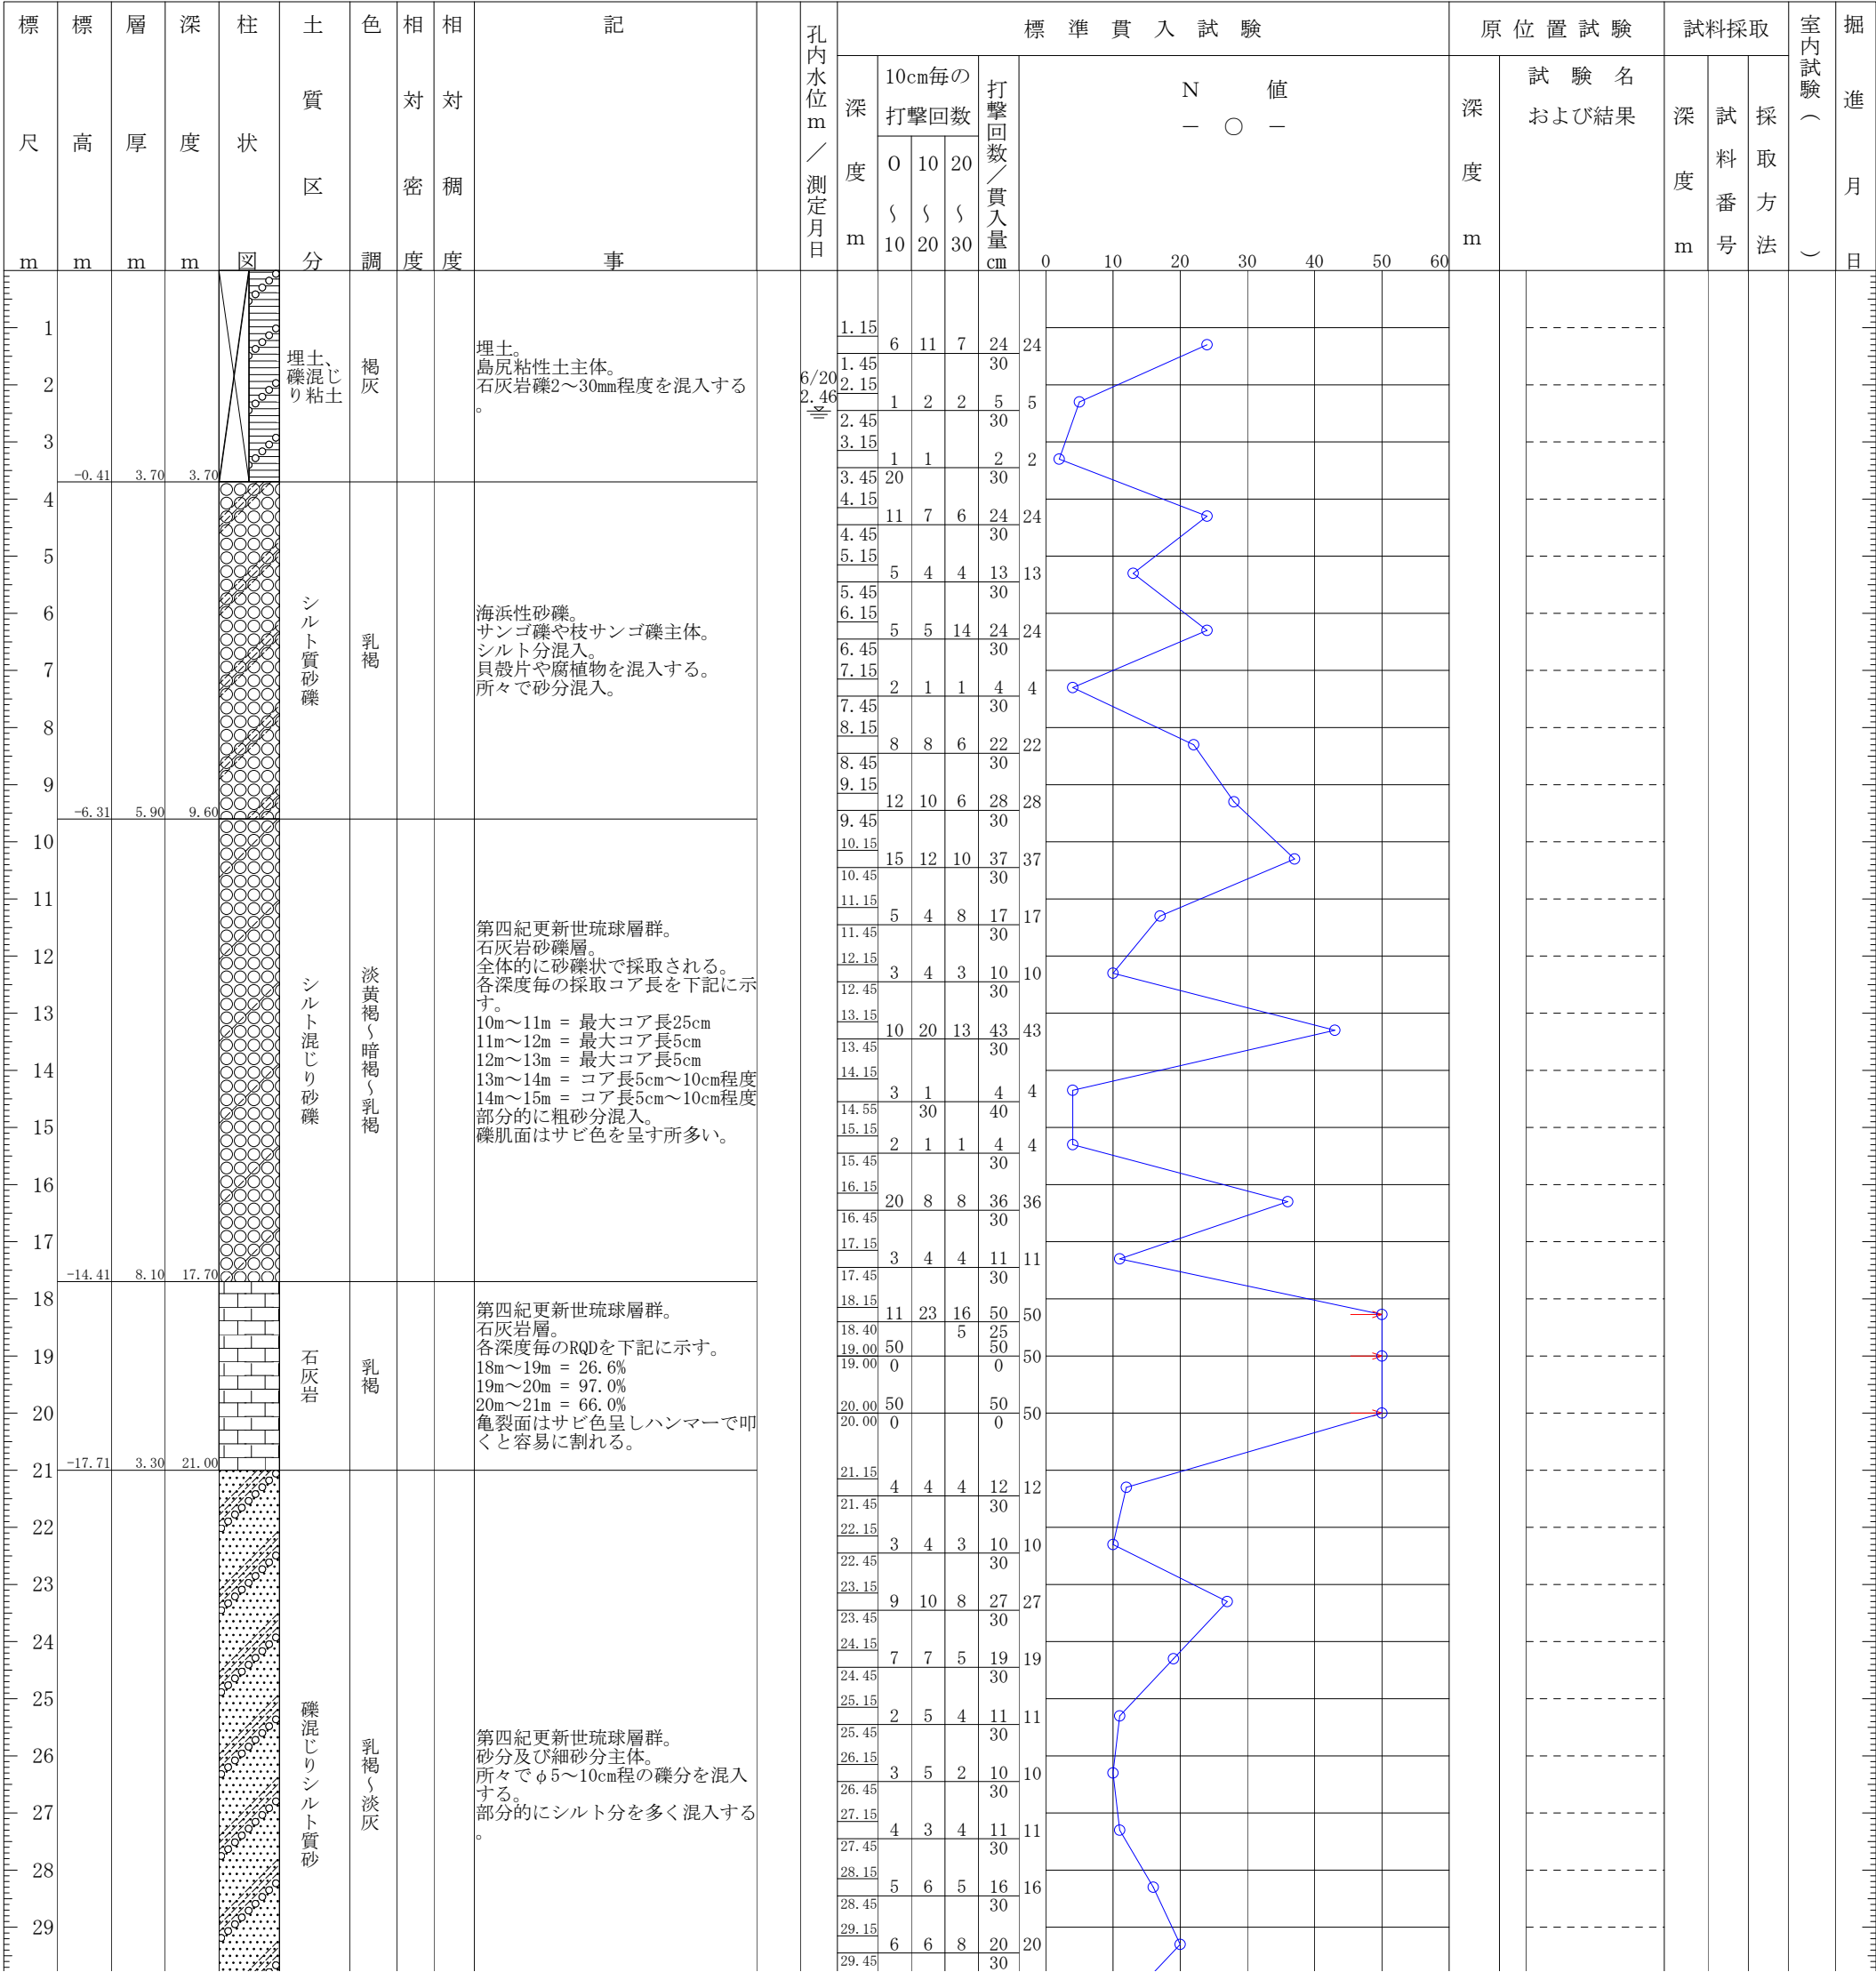 標尺m
標高m
層厚m
深度m
柱状図
土質区分
色調
相対密度
相対稠度
記事
孔内水位m／測定月日
標準貫入試験
深度m
10cm毎の
打撃回数
0 10 20
〜 〜 〜
10 20 30
打撃回数／貫入量cm
N 値
─ ○ ─
0 10 20 30 40 50 60
原位置試験
深度m
試験名
および結果
試料採取
深度m
試料番号
採取方法
室内試験（ ）
掘進月日
1
2
3
4
5
6
7
8
9
10
11
12
13
14
15
16
17
18
19
20
21
22
23
24
25
26
27
28
29
-0.41 3.70 3.70
埋土、
礫混じ
り粘土
褐灰
埋土。
島尻粘性土主体。
石灰岩礫2〜30mm程度を混入する
。
6/20
2.46
-6.31 5.90 9.60
シルト質砂礫
乳褐
海浜性砂礫。
サンゴ礫や枝サンゴ礫主体。
シルト分混入。
貝殻片や腐植物を混入する。
所々で砂分混入。
-14.41 8.10 17.70
シルト混じり砂礫
淡黄褐〜暗褐〜乳褐
第四紀更新世琉球層群。
石灰岩砂礫層。
全体的に砂礫状で採取される。
各深度毎の採取コア長を下記に示
す。
10m〜11m = 最大コア長25cm
11m〜12m = 最大コア長5cm
12m〜13m = 最大コア長5cm
13m〜14m = コア長5cm〜10cm程度
14m〜15m = コア長5cm〜10cm程度
部分的に粗砂分混入。
礫肌面はサビ色を呈す所多い。
-17.71 3.30 21.00
石灰岩
乳褐
第四紀更新世琉球層群。
石灰岩層。
各深度毎のRQDを下記に示す。
18m〜19m = 26.6%
19m〜20m = 97.0%
20m〜21m = 66.0%
亀裂面はサビ色呈しハンマーで叩
くと容易に割れる。
礫混じりシルト質砂
乳褐〜淡灰
第四紀更新世琉球層群。
砂分及び細砂分主体。
所々でφ5〜10cm程の礫分を混入
する。
部分的にシルト分を多く混入する
。
1.15
6 11 7 24 24
1.45 30
2.15
1 2 2 5 5
2.45 30
3.15
1 1 2 2
3.45 20 30
4.15
11 7 6 24 24
4.45 30
5.15
5 4 4 13 13
5.45 30
6.15
5 5 14 24 24
6.45 30
7.15
2 1 1 4 4
7.45 30
8.15
8 8 6 22 22
8.45 30
9.15
12 10 6 28 28
9.45 30
10.15
15 12 10 37 37
10.45 30
11.15
5 4 8 17 17
11.45 30
12.15
3 4 3 10 10
12.45 30
13.15
10 20 13 43 43
13.45 30
14.15
3 1 4 4
14.55 30 40
15.15
2 1 1 4 4
15.45 30
16.15
20 8 8 36 36
16.45 30
17.15
3 4 4 11 11
17.45 30
18.15
11 23 16 50 50
18.40 5 25
19.00 50 50
19.00 0 0 50
20.00 50 50
20.00 0 0 50
21.15
4 4 4 12 12
21.45 30
22.15
3 4 3 10 10
22.45 30
23.15
9 10 8 27 27
23.45 30
24.15
7 7 5 19 19
24.45 30
25.15
2 5 4 11 11
25.45 30
26.15
3 5 2 10 10
26.45 30
27.15
4 3 4 11 11
27.45 30
28.15
5 6 5 16 16
28.45 30
29.15
6 6 8 20 20
29.45 30